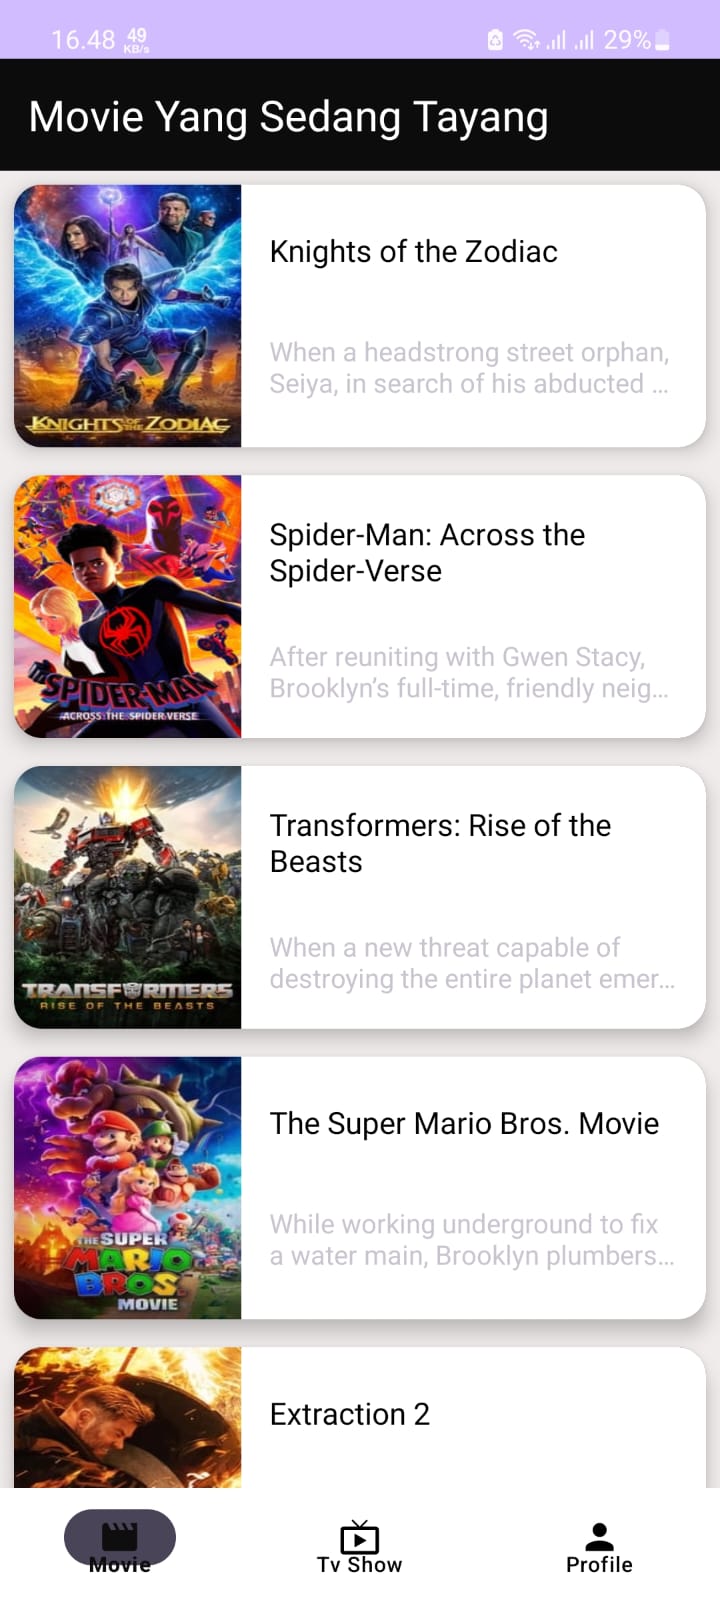 16.48 49 KB/s 29%
Movie Yang Sedang Tayang
KNIGHTS OF THE ZODIAC
Knights of the Zodiac
When a headstrong street orphan,
Seiya, in search of his abducted ...
SPIDER-MAN
ACROSS THE SPIDER-VERSE
Spider-Man: Across the
Spider-Verse
After reuniting with Gwen Stacy,
Brooklyn’s full-time, friendly neig...
TRANSFORMERS
RISE OF THE BEASTS
Transformers: Rise of the
Beasts
When a new threat capable of
destroying the entire planet emer...
THE SUPER
MARIO
BROS.
MOVIE
The Super Mario Bros. Movie
While working underground to fix
a water main, Brooklyn plumbers...
Extraction 2
Movie
Tv Show
Profile